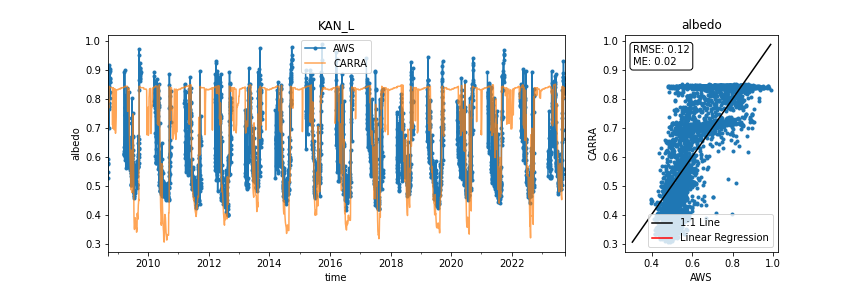 KAN_L
AWS
CARRA
albedo
1.0
0.9
0.8
0.7
0.6
0.5
0.4
0.3
2010
2012
2014
2016
2018
2020
2022
time
albedo
RMSE: 0.12
ME: 0.02
CARRA
1.0
0.9
0.8
0.7
0.6
0.5
0.4
0.3
1:1 Line
Linear Regression
0.4
0.6
0.8
1.0
AWS